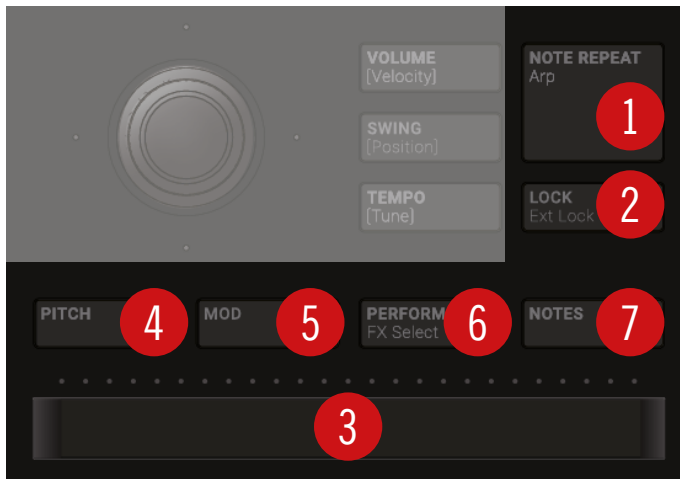 VOLUME
[Velocity]
NOTE REPEAT
Arp
1
SWING
[Position]
TEMPO
[Tune]
LOCK
Ext Lock
2
PITCH
4
MOD
5
PERFORM
FX Select
6
NOTES
7
3